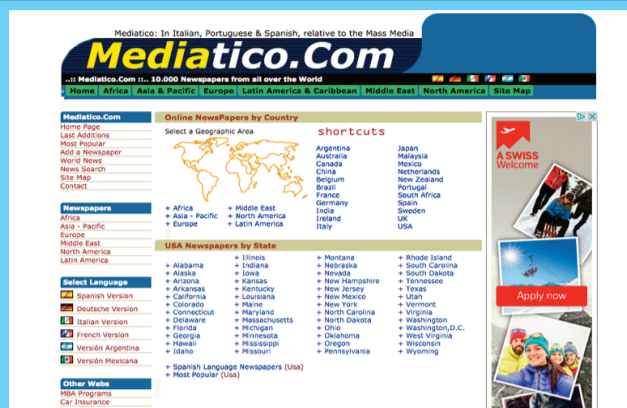 Mediatico: In Italian, Portuguese & Spanish, relative to the Mass Media
Mediatico.Com
..:: Mediatico.Com ::.. 10.000 Newspapers from all over the World
Home Africa Asia & Pacific Europe Latin America & Caribbean Middle East North America Site Map
Mediatico.Com
Home Page
Last Additions
Most Popular
Add a Newspaper
World News
News Search
Site Map
Contact
Newspapers
Africa
Asia - Pacific
Europe
Middle East
North America
Latin America
Select Language
Spanish Version
Deutsche Version
Italian Version
French Version
Versión Argentina
Versión Mexicana
Other Webs
MBA Programs
Car Insurance
Online NewsPapers by Country
Select a Geographic Area
+ Africa + Middle East
+ Asia - Pacific + North America
+ Europe + Latin America
shortcuts
Argentina Japan
Australia Malaysia
Canada Mexico
China Netherlands
Belgium New Zealand
Brazil Portugal
France South Africa
Germany Spain
India Sweden
Ireland UK
Italy USA
USA Newspapers by State
+ Alabama
+ Alaska
+ Arizona
+ Arkansas
+ California
+ Colorado
+ Connecticut
+ Delaware
+ Florida
+ Georgia
+ Hawaii
+ Idaho
+ Illinois
+ Indiana
+ Iowa
+ Kansas
+ Kentucky
+ Louisiana
+ Maine
+ Maryland
+ Massachusetts
+ Michigan
+ Minnesota
+ Mississippi
+ Missouri
+ Montana
+ Nebraska
+ Nevada
+ New Hampshire
+ New Jersey
+ New Mexico
+ New York
+ North Carolina
+ North Dakota
+ Ohio
+ Oklahoma
+ Oregon
+ Pennsylvania
+ Rhode Island
+ South Carolina
+ South Dakota
+ Tennessee
+ Texas
+ Utah
+ Vermont
+ Virginia
+ Washington
+ Washington,D.C.
+ West Virginia
+ Wisconsin
+ Wyoming
+ Spanish Language Newspapers (Usa)
+ Most Popular (Usa)
A SWISS
Welcome
Apply now